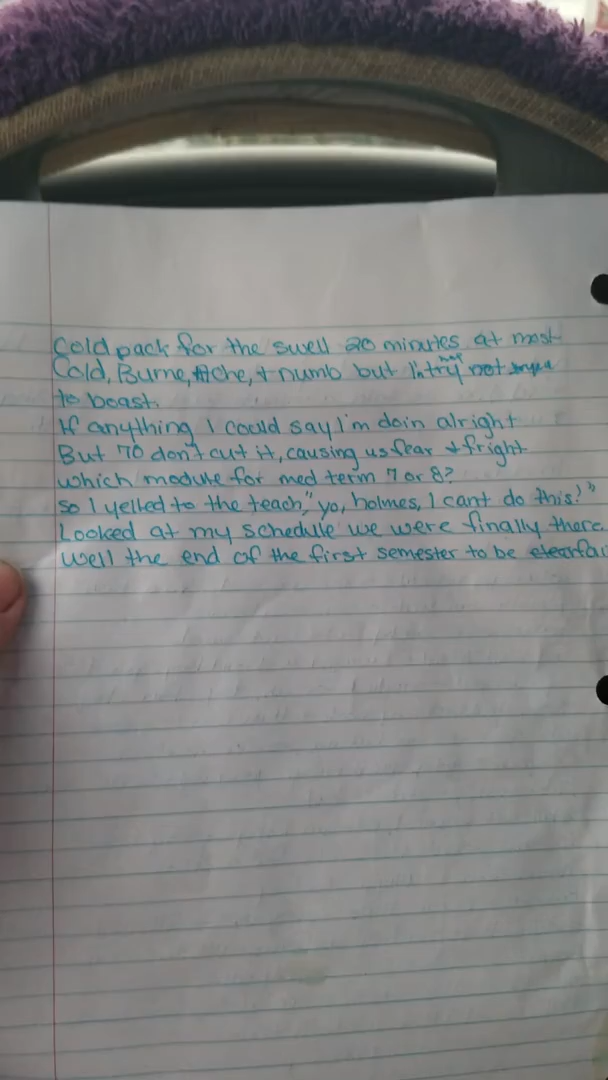 Cold pack for the swell 20 minutes at most
Cold, Burne, Ache, + numb but I'm try not
to boast.
If anything I could say I'm doin alright
But 70 don't cut it, causing us fear + fright
which module for med term 7 or 8?
so I yelled to the teach, "yo, holmes, I cant do this!"
Looked at my schedule we were finally there
Well the end of the first semester to be